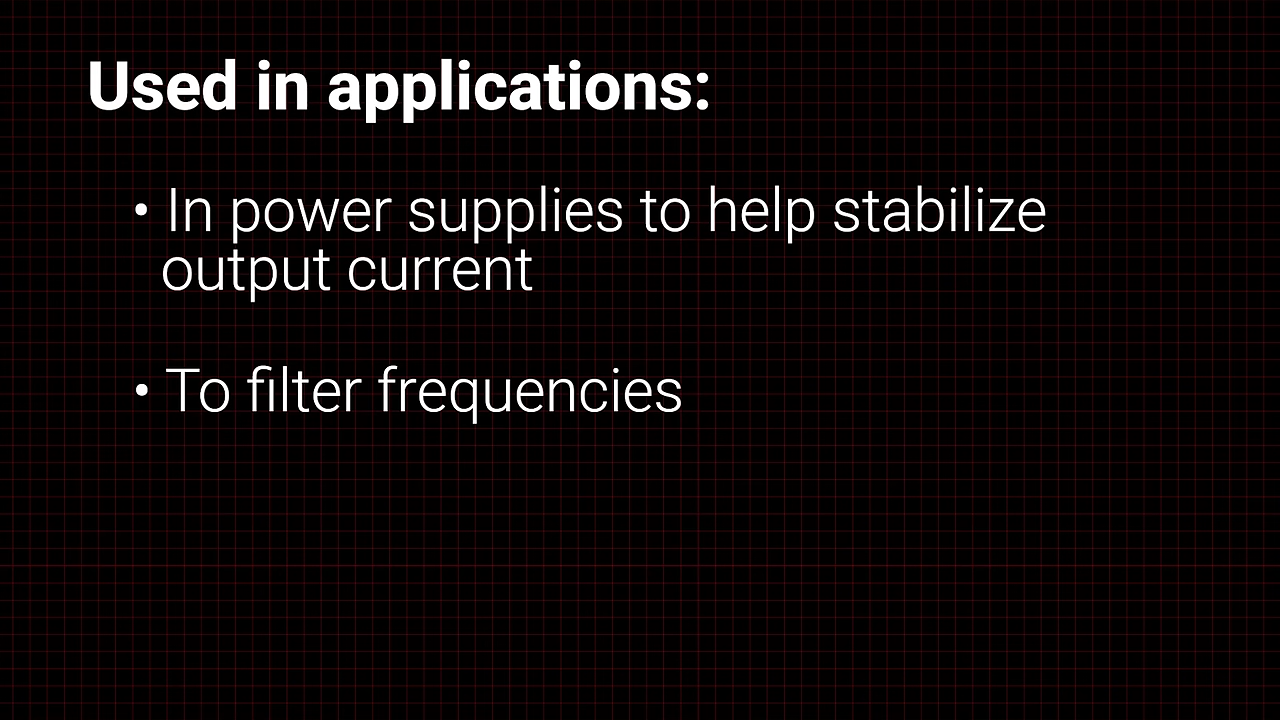 Used in applications:
• In power supplies to help stabilize
output current
• To filter frequencies